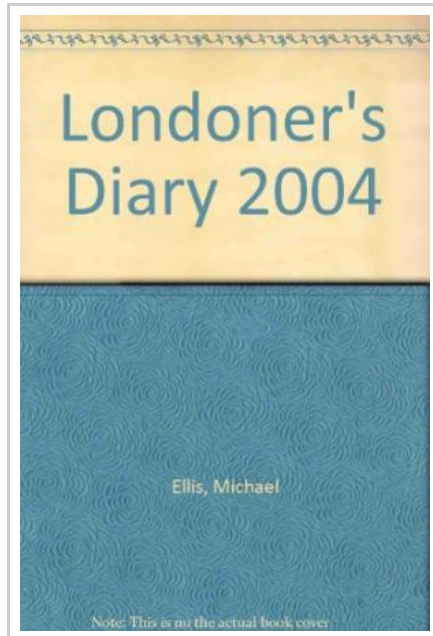 Londoner's
Diary 2004
Ellis, Michael
Note: This is no the actual book cover